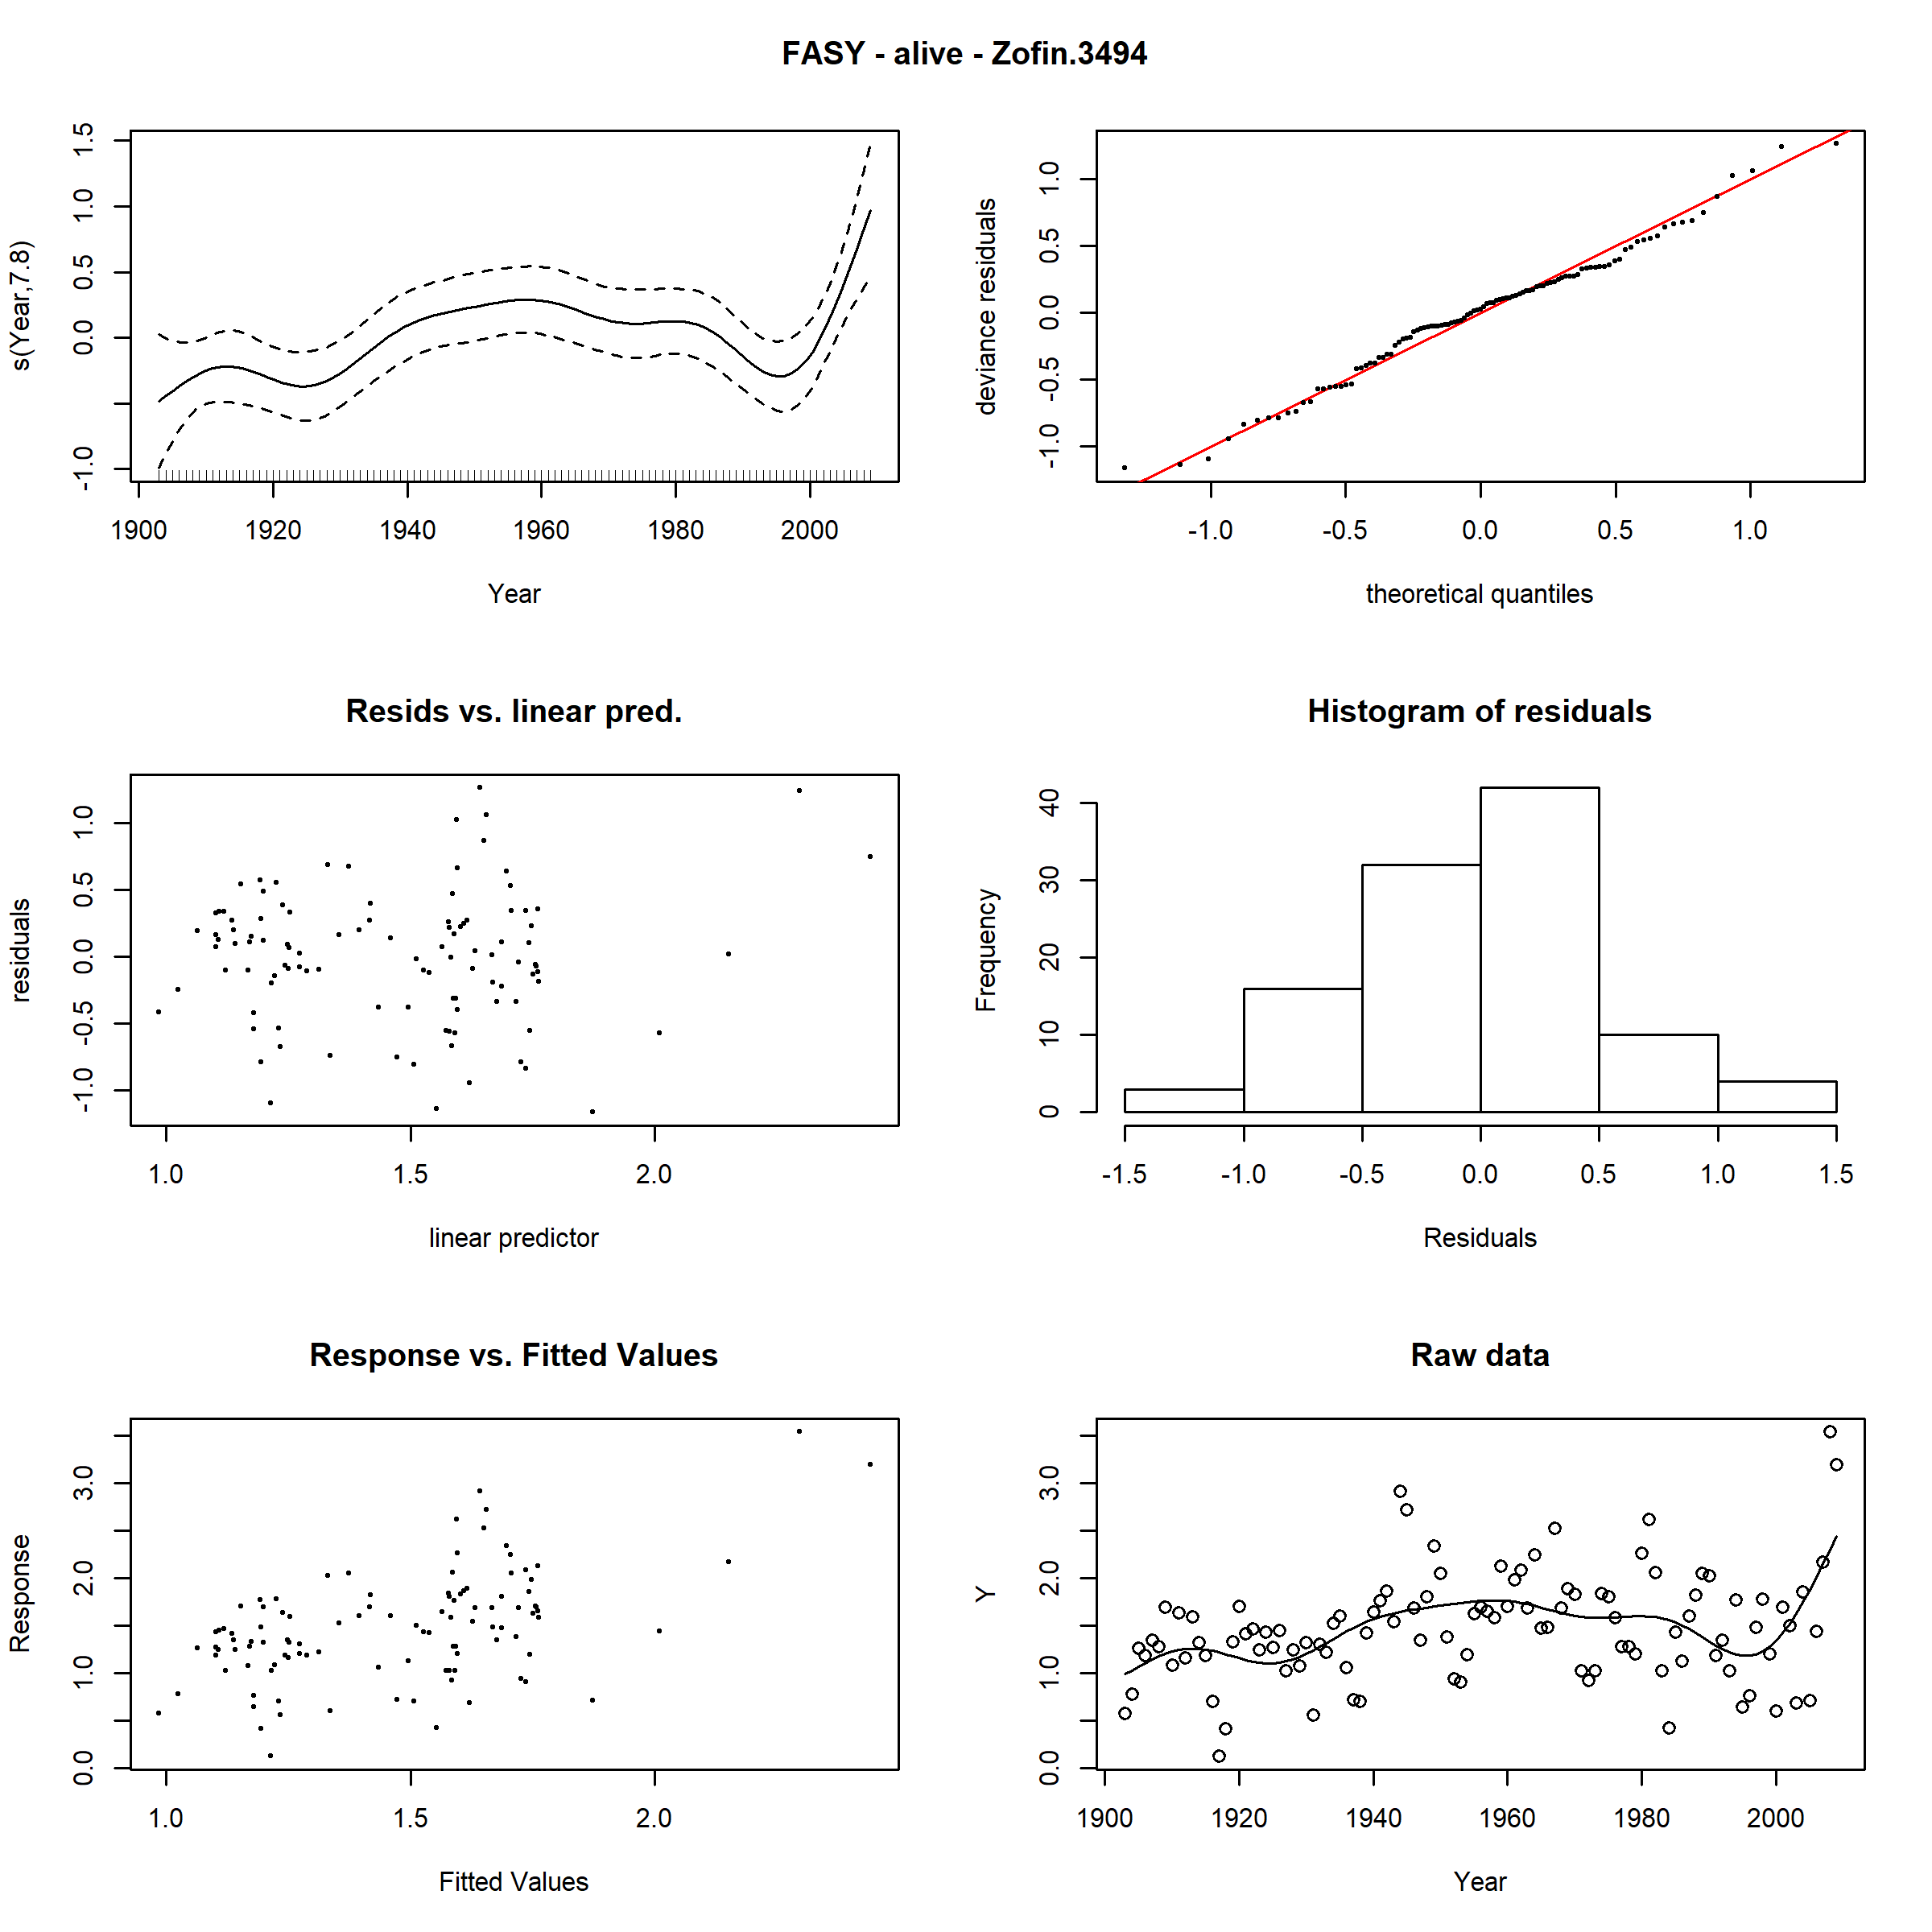 FASY - alive - Zofin.3494
s(Year,7.8)
-1.0 0.0 0.5 1.0 1.5
1900 1920 1940 1960 1980 2000
Year
deviance residuals
-1.0 -0.5 0.0 0.5 1.0
-1.0 -0.5 0.0 0.5 1.0
theoretical quantiles
Resids vs. linear pred.
residuals
-1.0 -0.5 0.0 0.5 1.0
1.0 1.5 2.0
linear predictor
Histogram of residuals
Frequency
0 10 20 30 40
-1.5 -1.0 -0.5 0.0 0.5 1.0 1.5
Residuals
Response vs. Fitted Values
Response
0.0 1.0 2.0 3.0
1.0 1.5 2.0
Fitted Values
Raw data
Y
0.0 1.0 2.0 3.0
1900 1920 1940 1960 1980 2000
Year